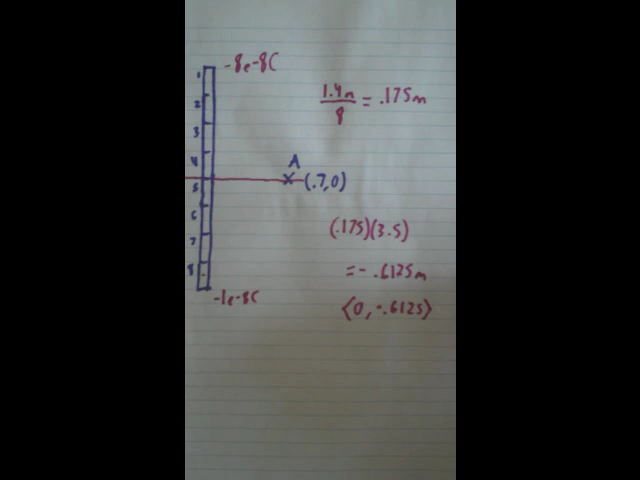 -8e-8C
1
2
3
4
5
6
7
8
1.4m
8
= .175m
A
(.7,0)
(.175)(3.5)
= -.6125m
⟨0, -.6125⟩
-1e-8C